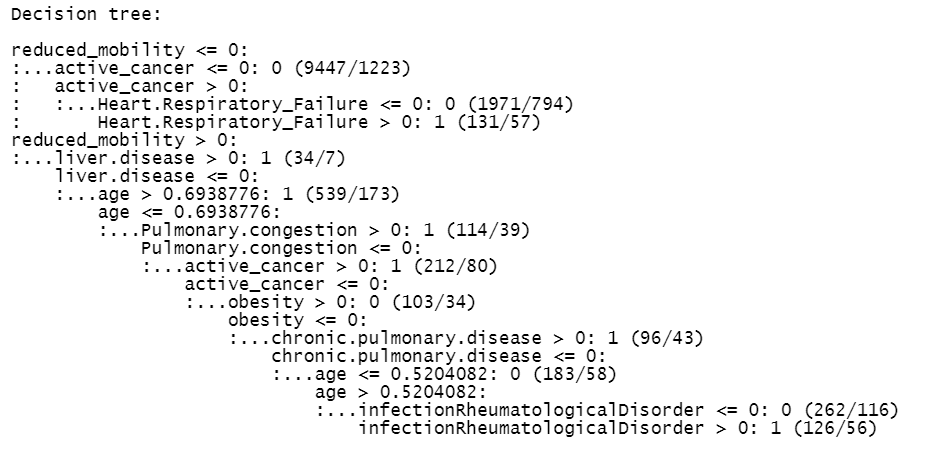 Decision tree:

reduced_mobility <= 0:
:...active_cancer <= 0: 0 (9447/1223)
:   active_cancer > 0:
:   :...Heart.Respiratory_Failure <= 0: 0 (1971/794)
:       Heart.Respiratory_Failure > 0: 1 (131/57)
reduced_mobility > 0:
:...liver.disease > 0: 1 (34/7)
    liver.disease <= 0:
    :...age > 0.6938776: 1 (539/173)
        age <= 0.6938776:
        :...Pulmonary.congestion > 0: 1 (114/39)
            Pulmonary.congestion <= 0:
            :...active_cancer > 0: 1 (212/80)
                active_cancer <= 0:
                :...obesity > 0: 0 (103/34)
                    obesity <= 0:
                    :...chronic.pulmonary.disease > 0: 1 (96/43)
                        chronic.pulmonary.disease <= 0:
                        :...age <= 0.5204082: 0 (183/58)
                            age > 0.5204082:
                            :...infectionRheumatologicalDisorder <= 0: 0 (262/116)
                                infectionRheumatologicalDisorder > 0: 1 (126/56)